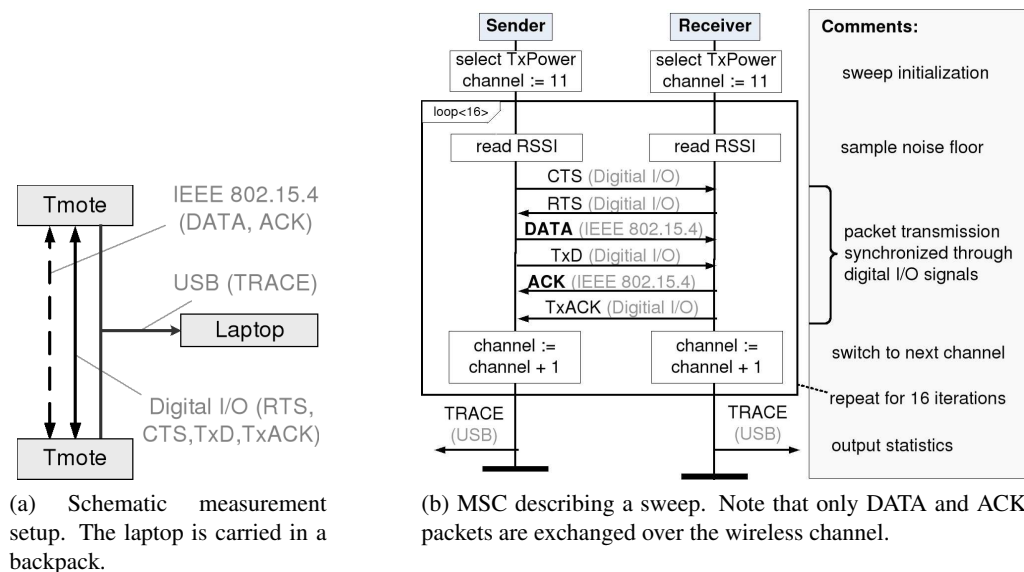 Tmote
IEEE 802.15.4
(DATA, ACK)
USB (TRACE)
Laptop
Digital I/O (RTS,
CTS,TxD,TxACK)
Tmote
(a) Schematic measurement
setup. The laptop is carried in a
backpack.
Sender
Receiver
Comments:
select TxPower
channel := 11
select TxPower
channel := 11
sweep initialization
loop<16>
read RSSI
read RSSI
sample noise floor
CTS (Digitial I/O)
RTS (Digitial I/O)
DATA (IEEE 802.15.4)
TxD (Digitial I/O)
ACK (IEEE 802.15.4)
TxACK (Digitial I/O)
packet transmission
synchronized through
digital I/O signals
channel :=
channel + 1
channel :=
channel + 1
switch to next channel
repeat for 16 iterations
TRACE
(USB)
TRACE
(USB)
output statistics
(b) MSC describing a sweep. Note that only DATA and ACK
packets are exchanged over the wireless channel.